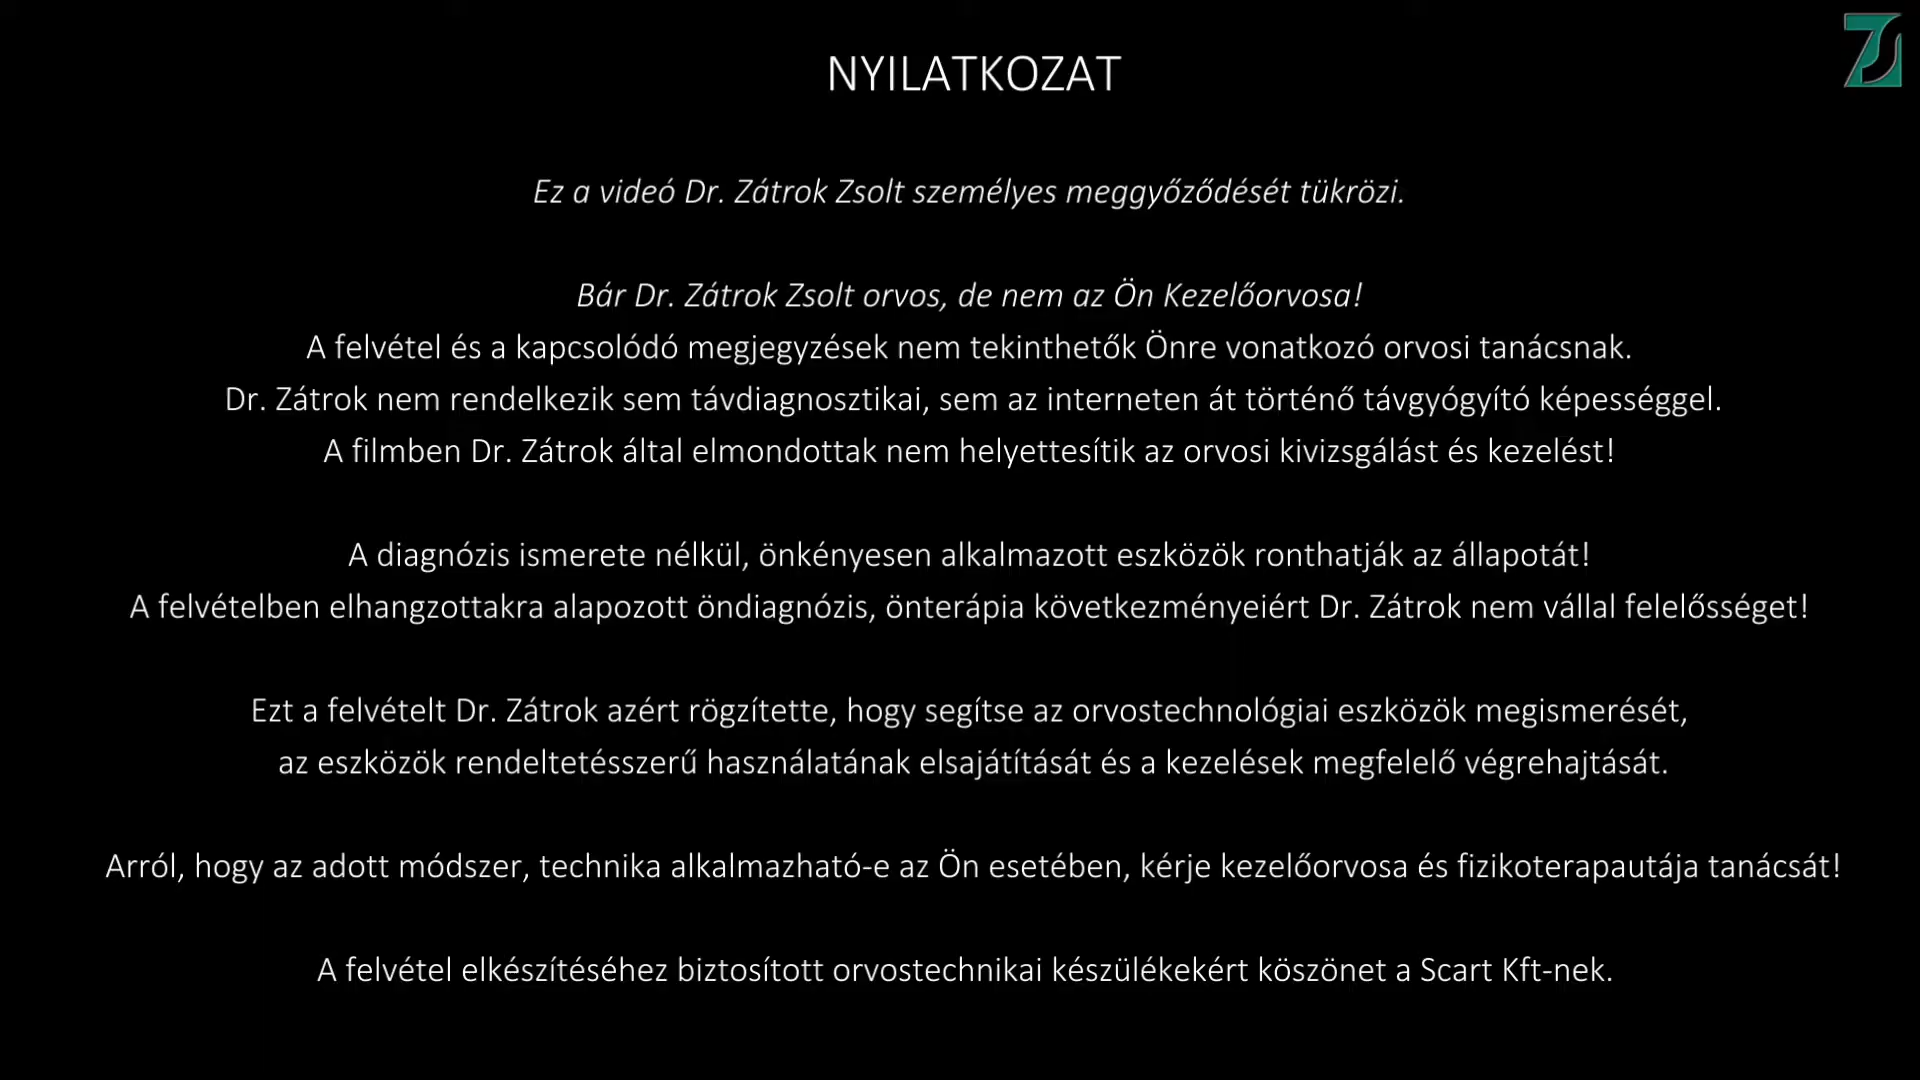 NYILATKOZAT
Ez a videó Dr. Zátrok Zsolt személyes meggyőződését tükrözi.
Bár Dr. Zátrok Zsolt orvos, de nem az Ön Kezelőorvosa!
A felvétel és a kapcsolódó megjegyzések nem tekinthetők Önre vonatkozó orvosi tanácsnak.
Dr. Zátrok nem rendelkezik sem távdiagnosztikai, sem az interneten át történő távgyógyító képességgel.
A filmben Dr. Zátrok által elmondottak nem helyettesítik az orvosi kivizsgálást és kezelést!
A diagnózis ismerete nélkül, önkényesen alkalmazott eszközök ronthatják az állapotát!
A felvételben elhangzottakra alapozott öndiagnózis, önterápia következményeiért Dr. Zátrok nem vállal felelősséget!
Ezt a felvételt Dr. Zátrok azért rögzítette, hogy segítse az orvostechnológiai eszközök megismerését,
az eszközök rendeltetésszerű használatának elsajátítását és a kezelések megfelelő végrehajtását.
Arról, hogy az adott módszer, technika alkalmazható-e az Ön esetében, kérje kezelőorvosa és fizikoterapautája tanácsát!
A felvétel elkészítéséhez biztosított orvostechnikai készülékekért köszönet a Scart Kft-nek.